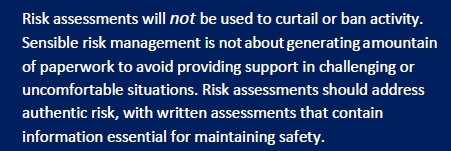 Risk assessments will not be used to curtail or ban activity.
Sensible risk management is not about generating a mountain
of paperwork to avoid providing support in challenging or
uncomfortable situations. Risk assessments should address
authentic risk, with written assessments that contain
information essential for maintaining safety.